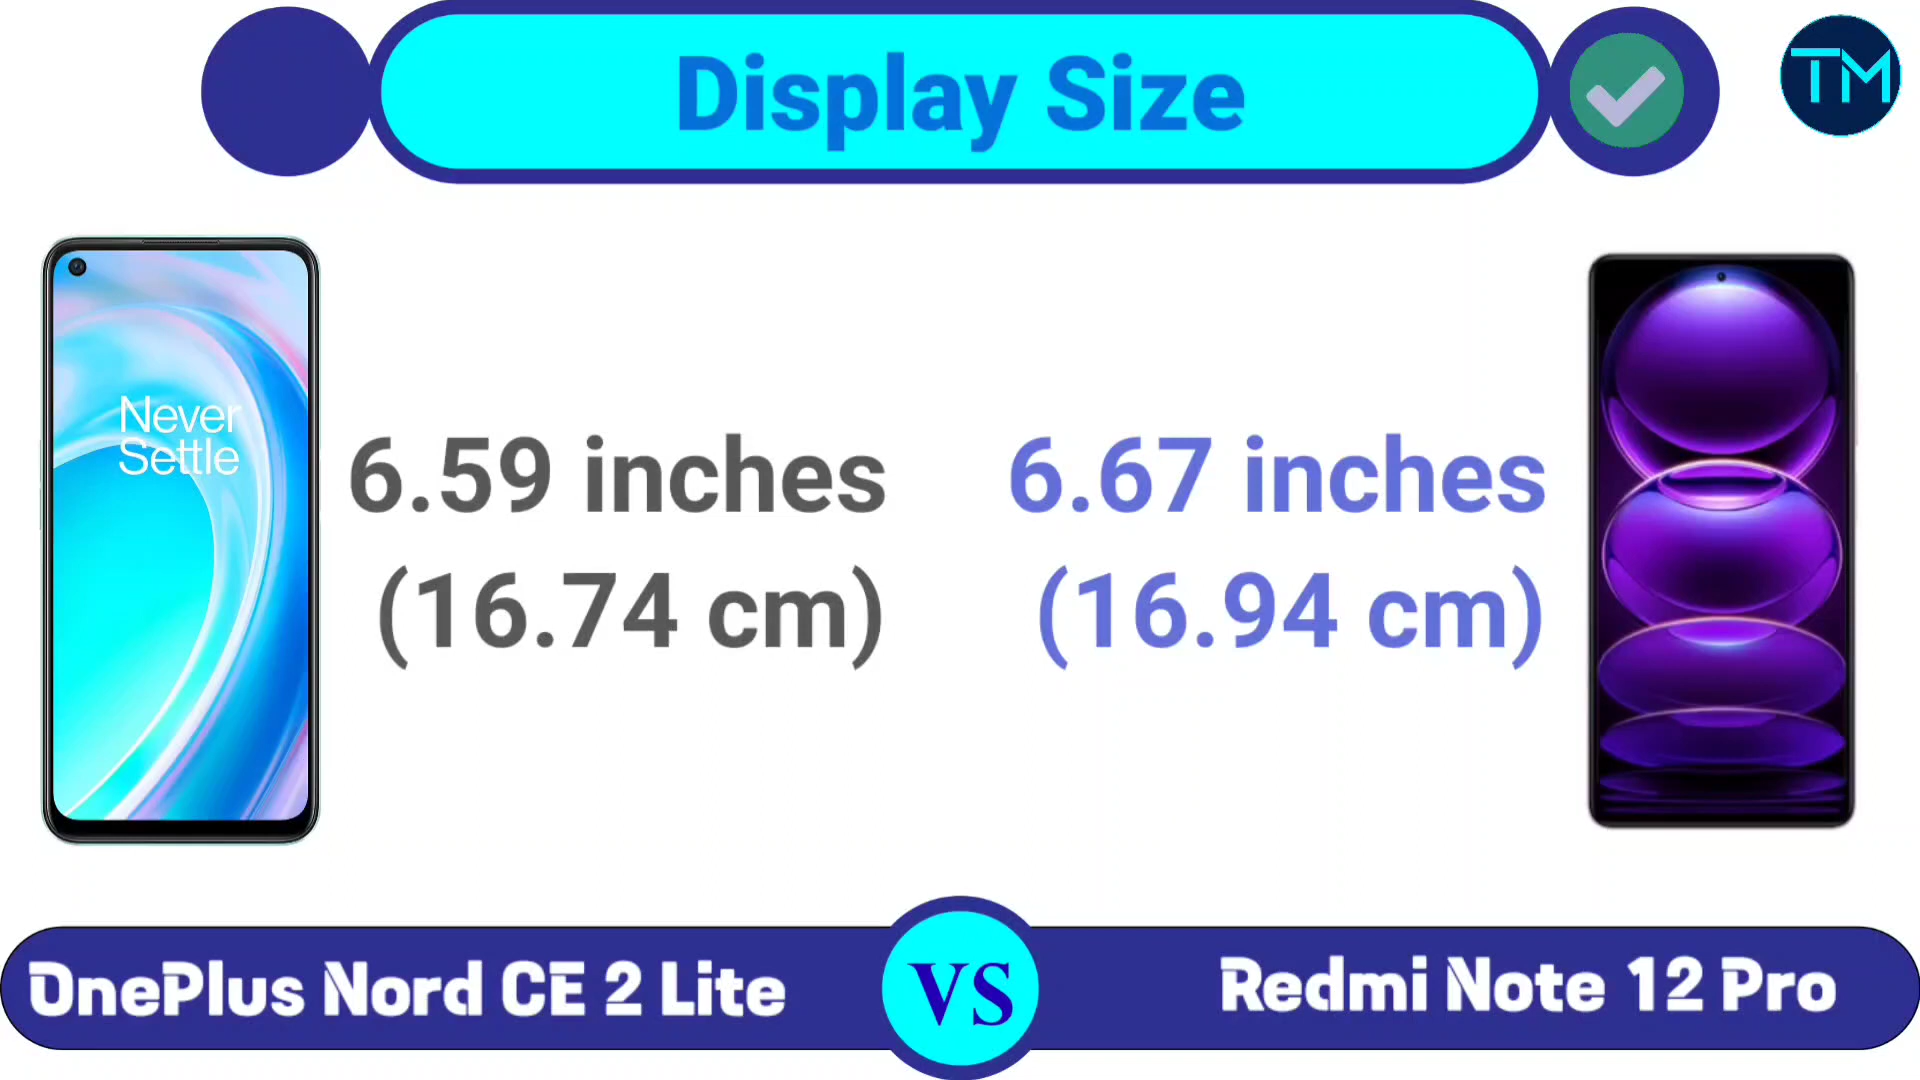 Display Size
TM
Never
Settle
6.59 inches
(16.74 cm)
6.67 inches
(16.94 cm)
OnePlus Nord CE 2 Lite
VS
Redmi Note 12 Pro